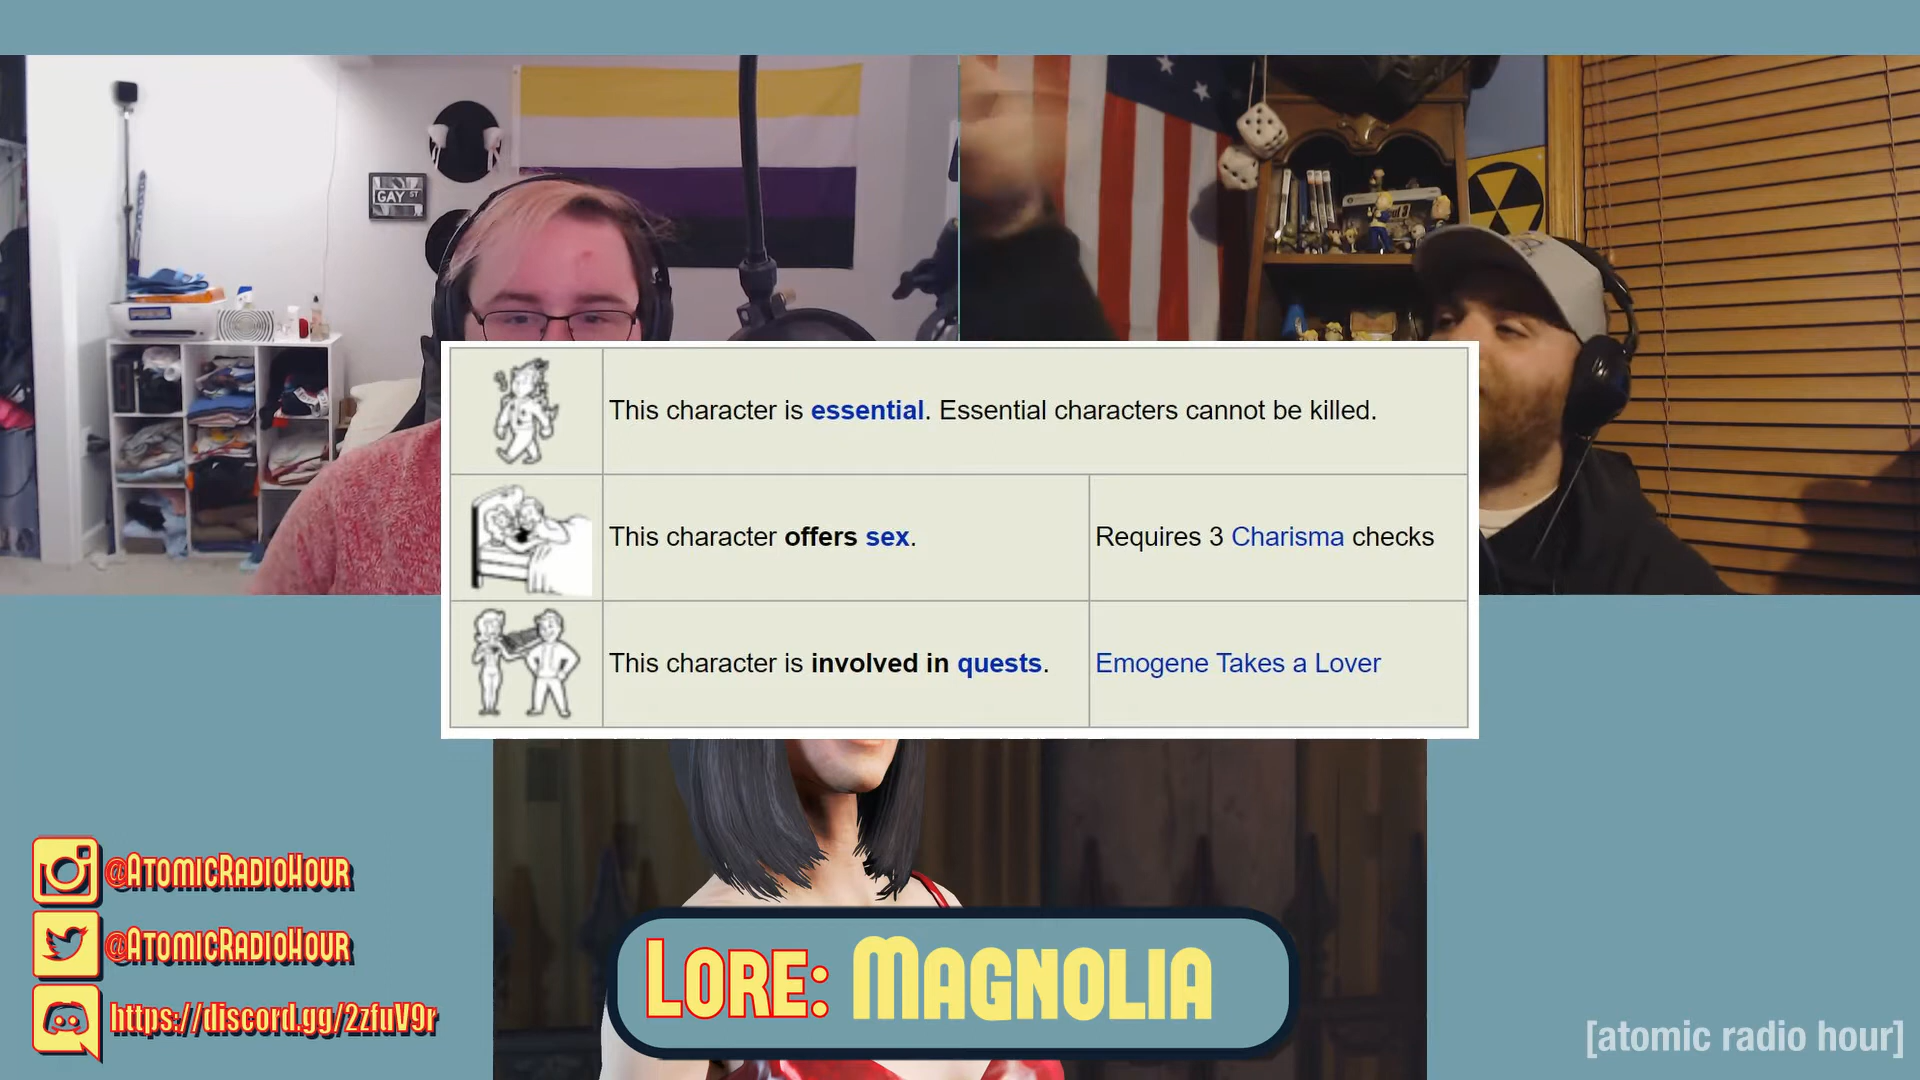 GAY ST
This character is essential. Essential characters cannot be killed.
This character offers sex.
Requires 3 Charisma checks
This character is involved in quests.
Emogene Takes a Lover
@AtomicRadioHour
@AtomicRadioHour
https://discord.gg/2zfuV9r
Lore: Magnolia
[atomic radio hour]